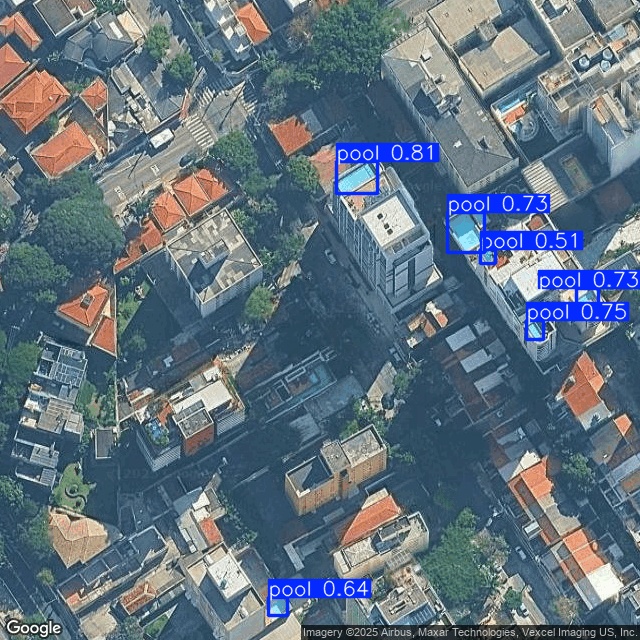 pool 0.81
pool 0.73
pool 0.51
pool 0.73
pool 0.75
pool 0.64
Google
Imagery ©2025 Airbus, Maxar Technologies, Vexcel Imaging US, Inc.